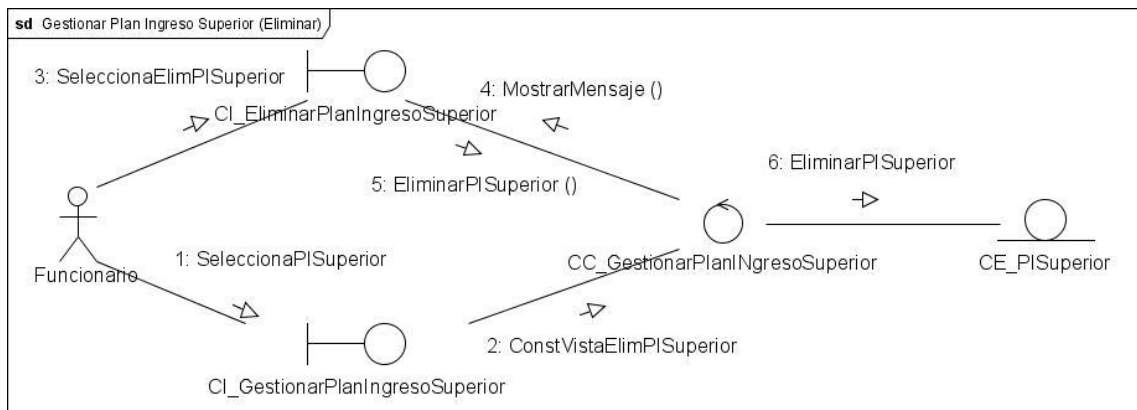 sd Gestionar Plan Ingreso Superior (Eliminar)
3: SeleccionaElimPISuperior
4: MostrarMensaje ()
CI_EliminarPlanIngresoSuperior
5: EliminarPISuperior ()
6: EliminarPISuperior
Funcionario
1: SeleccionaPISuperior
CC_GestionarPlanINgresoSuperior
CE_PISuperior
2: ConstVistaElimPISuperior
CI_GestionarPlanIngresoSuperior